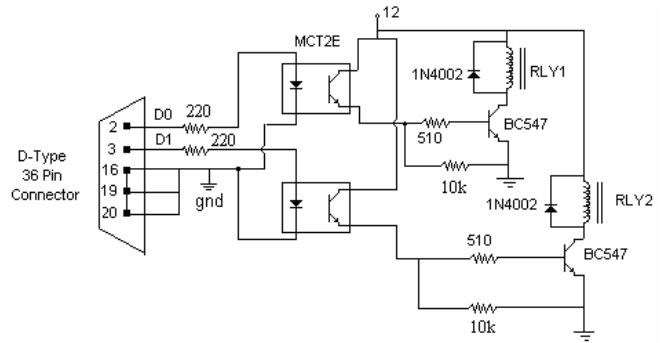 12
MCT2E
1N4002
RLY1
D0
220
2
510
BC547
D1
220
3
D-Type
36 Pin
Connector
16
gnd
10k
19
20
1N4002
RLY2
510
BC547
10k